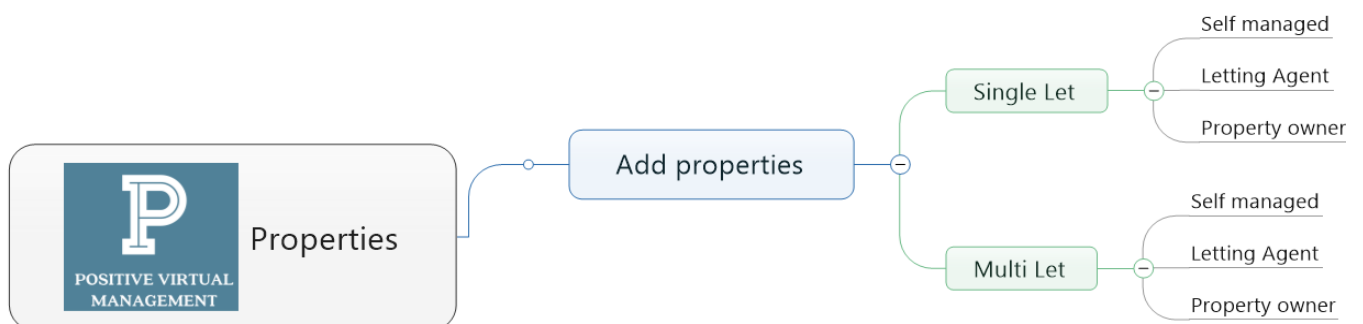 P
POSITIVE VIRTUAL
MANAGEMENT
Properties
Add properties
Single Let
Self managed
Letting Agent
Property owner
Multi Let
Self managed
Letting Agent
Property owner